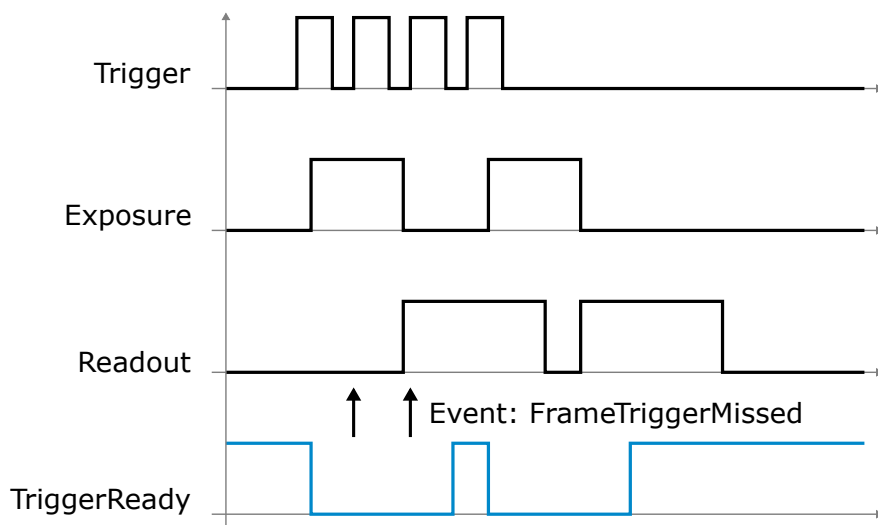 Trigger
Exposure
Readout
Event: FrameTriggerMissed
TriggerReady